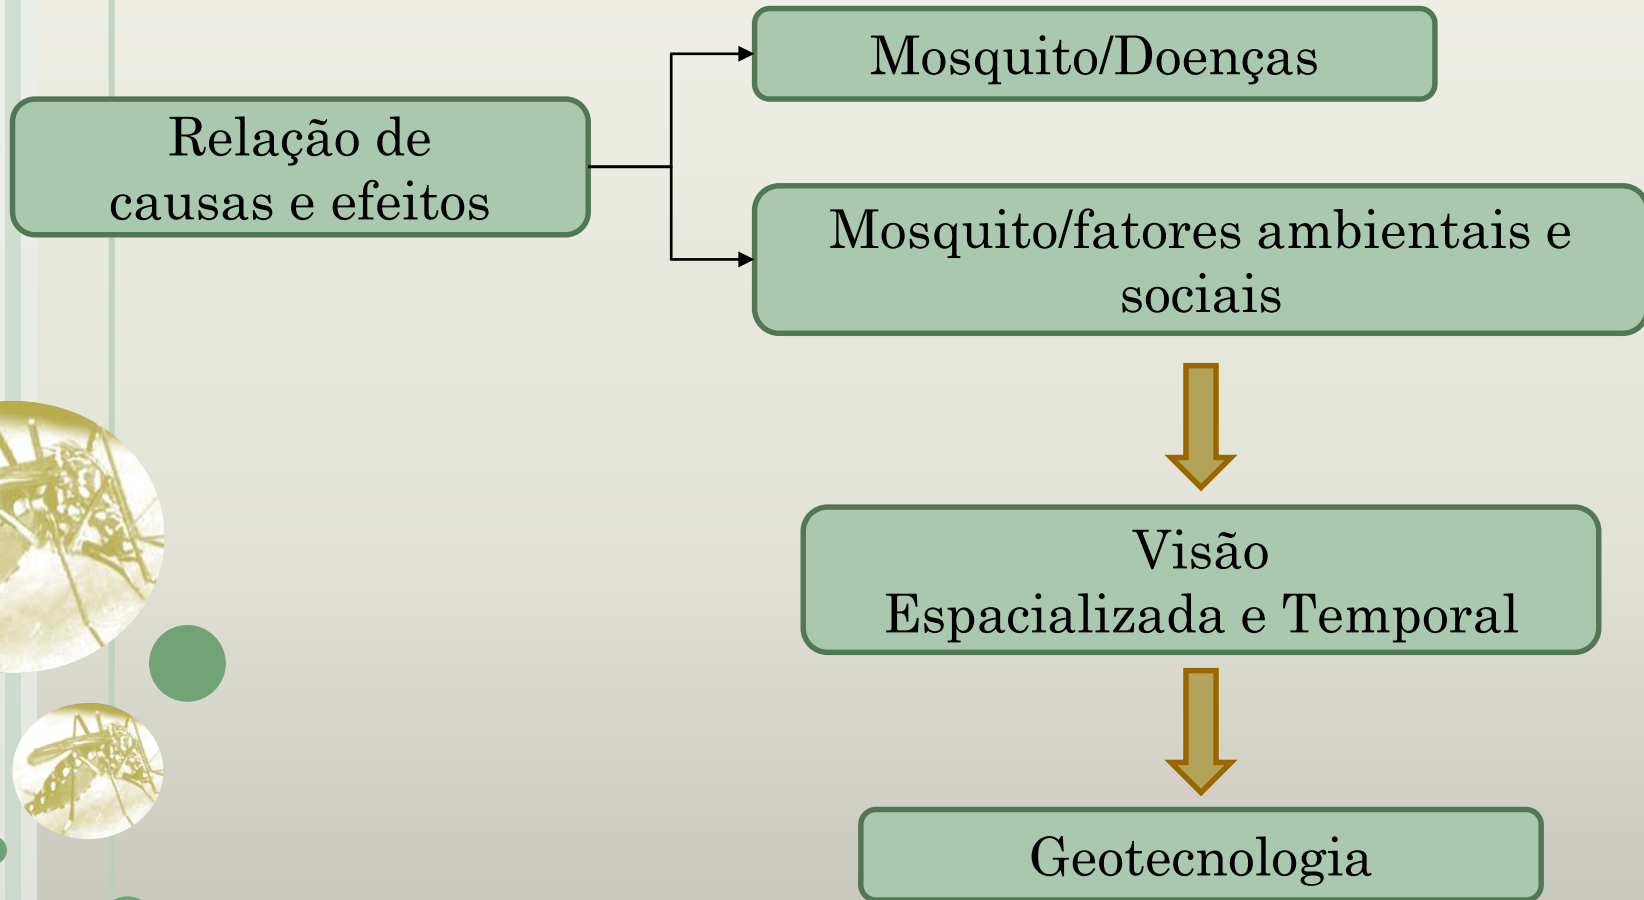 Mosquito/Doenças
Relação de
causas e efeitos
Mosquito/fatores ambientais e
sociais
Visão
Espacializada e Temporal
Geotecnologia